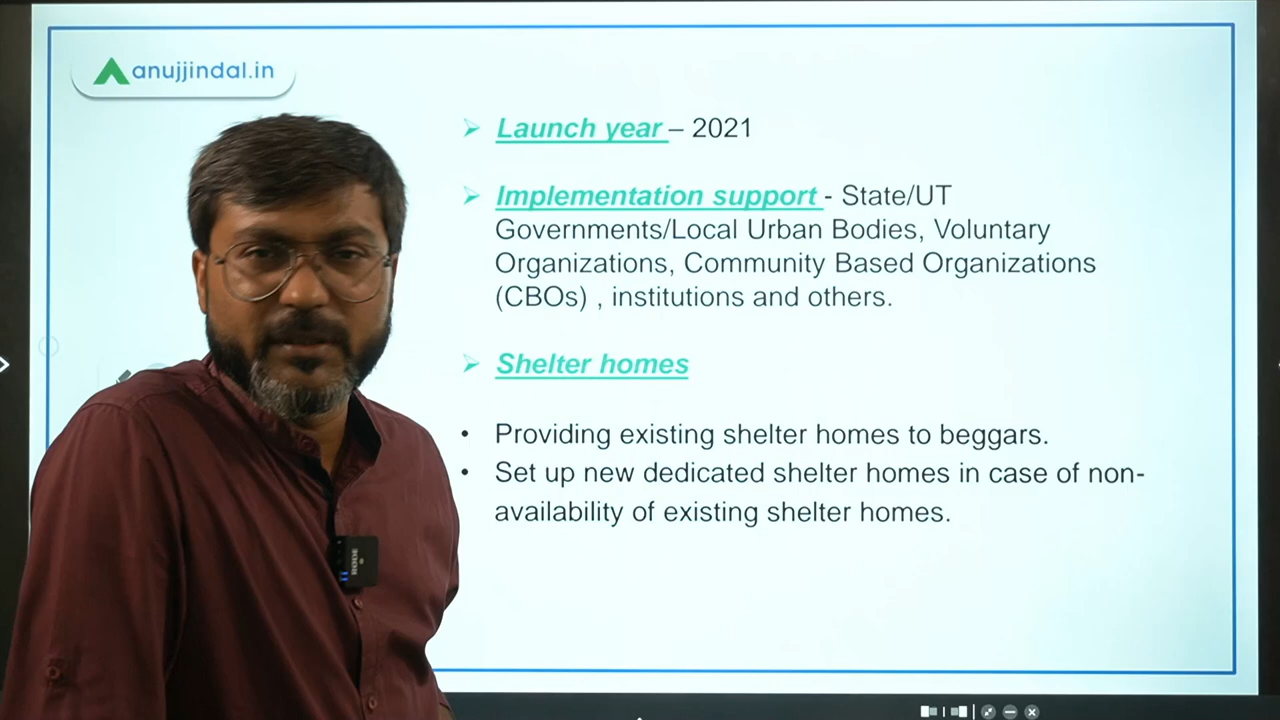 anujjindal.in
➢ Launch year – 2021
➢ Implementation support - State/UT
Governments/Local Urban Bodies, Voluntary
Organizations, Community Based Organizations
(CBOs) , institutions and others.
➢ Shelter homes
• Providing existing shelter homes to beggars.
• Set up new dedicated shelter homes in case of non-
availability of existing shelter homes.
RODE